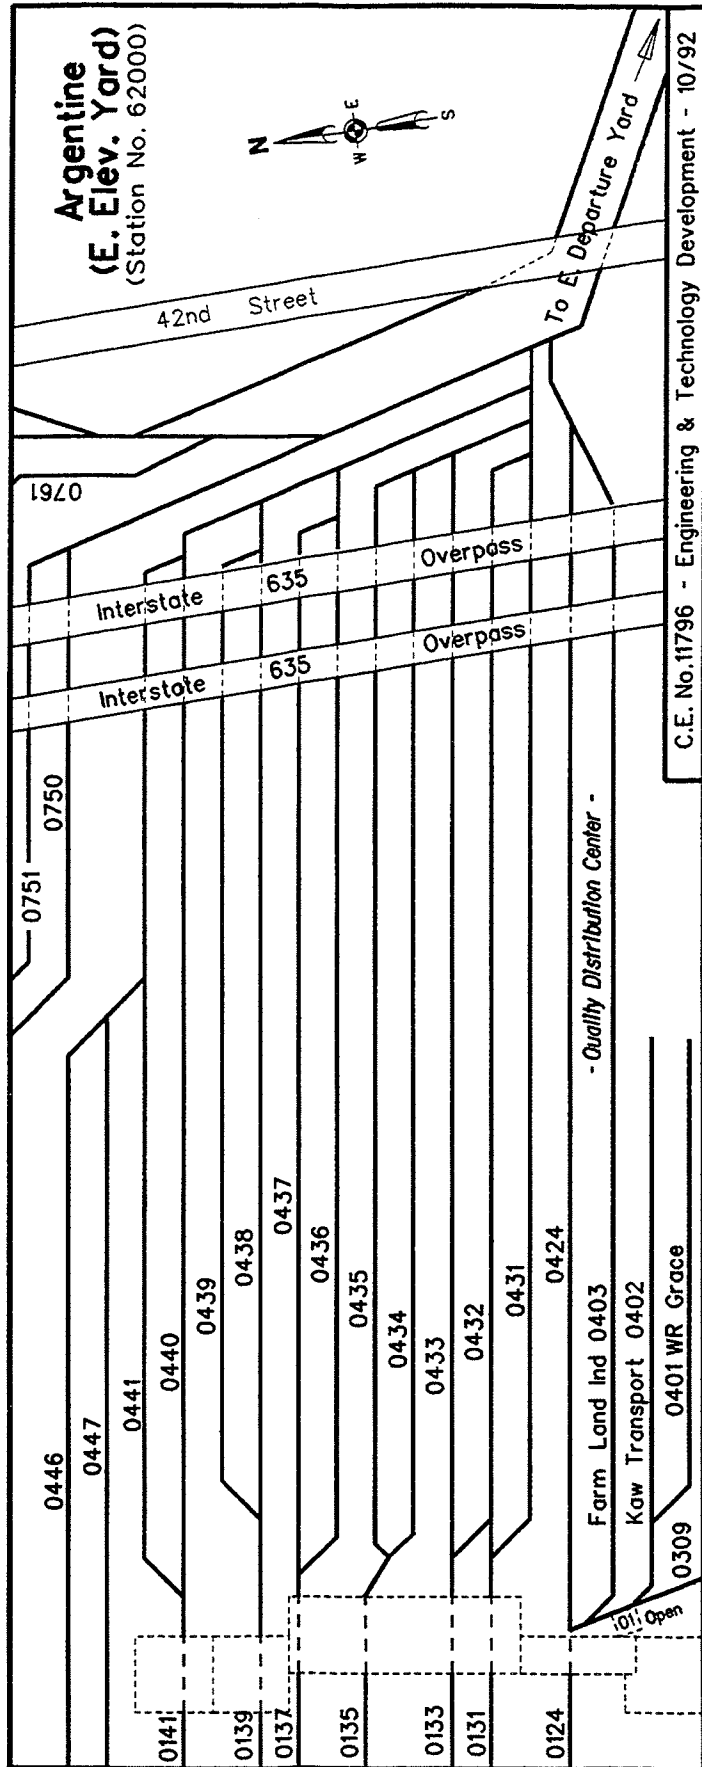 Argentine
(E. Elev. Yard)
(Station No. 62000)
N
W
E
S
42nd Street
To E. Departure Yard
0761
Interstate 635 Overpass
Interstate 635 Overpass
0751
0750
0446
0447
0441
0440
0439
0438
0437
0436
0435
0434
0433
0432
0431
0424
- Quality Distribution Center -
Farm Land Ind 0403
Kaw Transport 0402
0401 WR Grace
0309
01 Open
0141
0139
0137
0135
0133
0131
0124
C.E. No.11796 - Engineering & Technology Development - 10/92